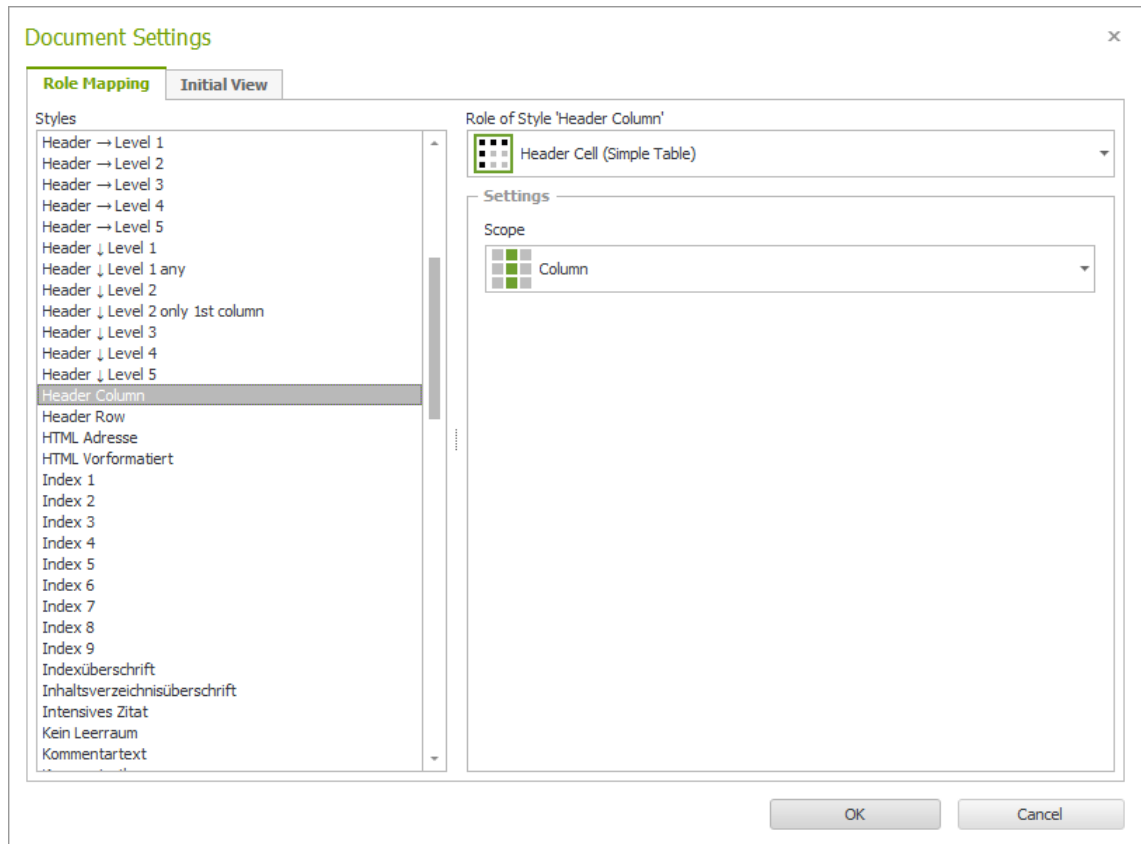 Document Settings
Role Mapping
Initial View
Styles
Header → Level 1
Header → Level 2
Header → Level 3
Header → Level 4
Header → Level 5
Header ↓ Level 1
Header ↓ Level 1 any
Header ↓ Level 2
Header ↓ Level 2 only 1st column
Header ↓ Level 3
Header ↓ Level 4
Header ↓ Level 5
Header Column
Header Row
HTML Adresse
HTML Vorformatiert
Index 1
Index 2
Index 3
Index 4
Index 5
Index 6
Index 7
Index 8
Index 9
Indexüberschrift
Inhaltsverzeichnisüberschrift
Intensives Zitat
Kein Leerraum
Kommentartext
Role of Style 'Header Column'
Header Cell (Simple Table)
Settings
Scope
Column
OK
Cancel